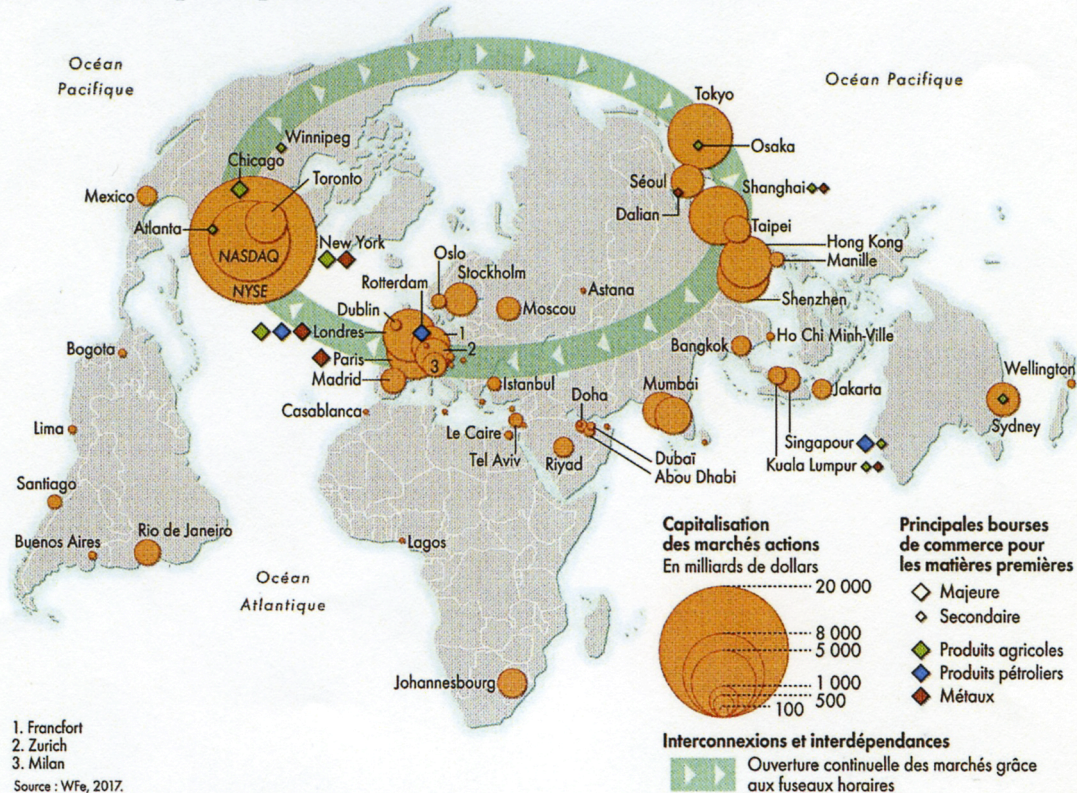 Océan
Pacifique
Océan Pacifique
Tokyo
Osaka
Winnipeg
Chicago
Toronto
Séoul
Shanghai
Mexico
Dalian
Atlanta
Taipei
NASDAQ
New York
NYSE
Oslo
Stockholm
Rotterdam
Hong Kong
Manille
Astana
Dublin
Moscou
Shenzhen
Londres
1
2
3
Paris
Ho Chi Minh-Ville
Bogota
Bangkok
Madrid
Istanbul
Mumbai
Wellington
Doha
Jakarta
Casablanca
Lima
Le Caire
Sydney
Tel Aviv
Singapour
Riyad
Dubaï
Abou Dhabi
Kuala Lumpur
Santiago
Rio de Janeiro
Buenos Aires
Lagos
Océan
Atlantique
Johannesbourg
Capitalisation
des marchés actions
En milliards de dollars
20 000
8 000
5 000
1 000
500
100
Principales bourses
de commerce pour
les matières premières
Majeure
Secondaire
Produits agricoles
Produits pétroliers
Métaux
Interconnexions et interdépendances
Ouverture continuelle des marchés grâce
aux fuseaux horaires
1. Francfort
2. Zurich
3. Milan
Source : WFe, 2017.